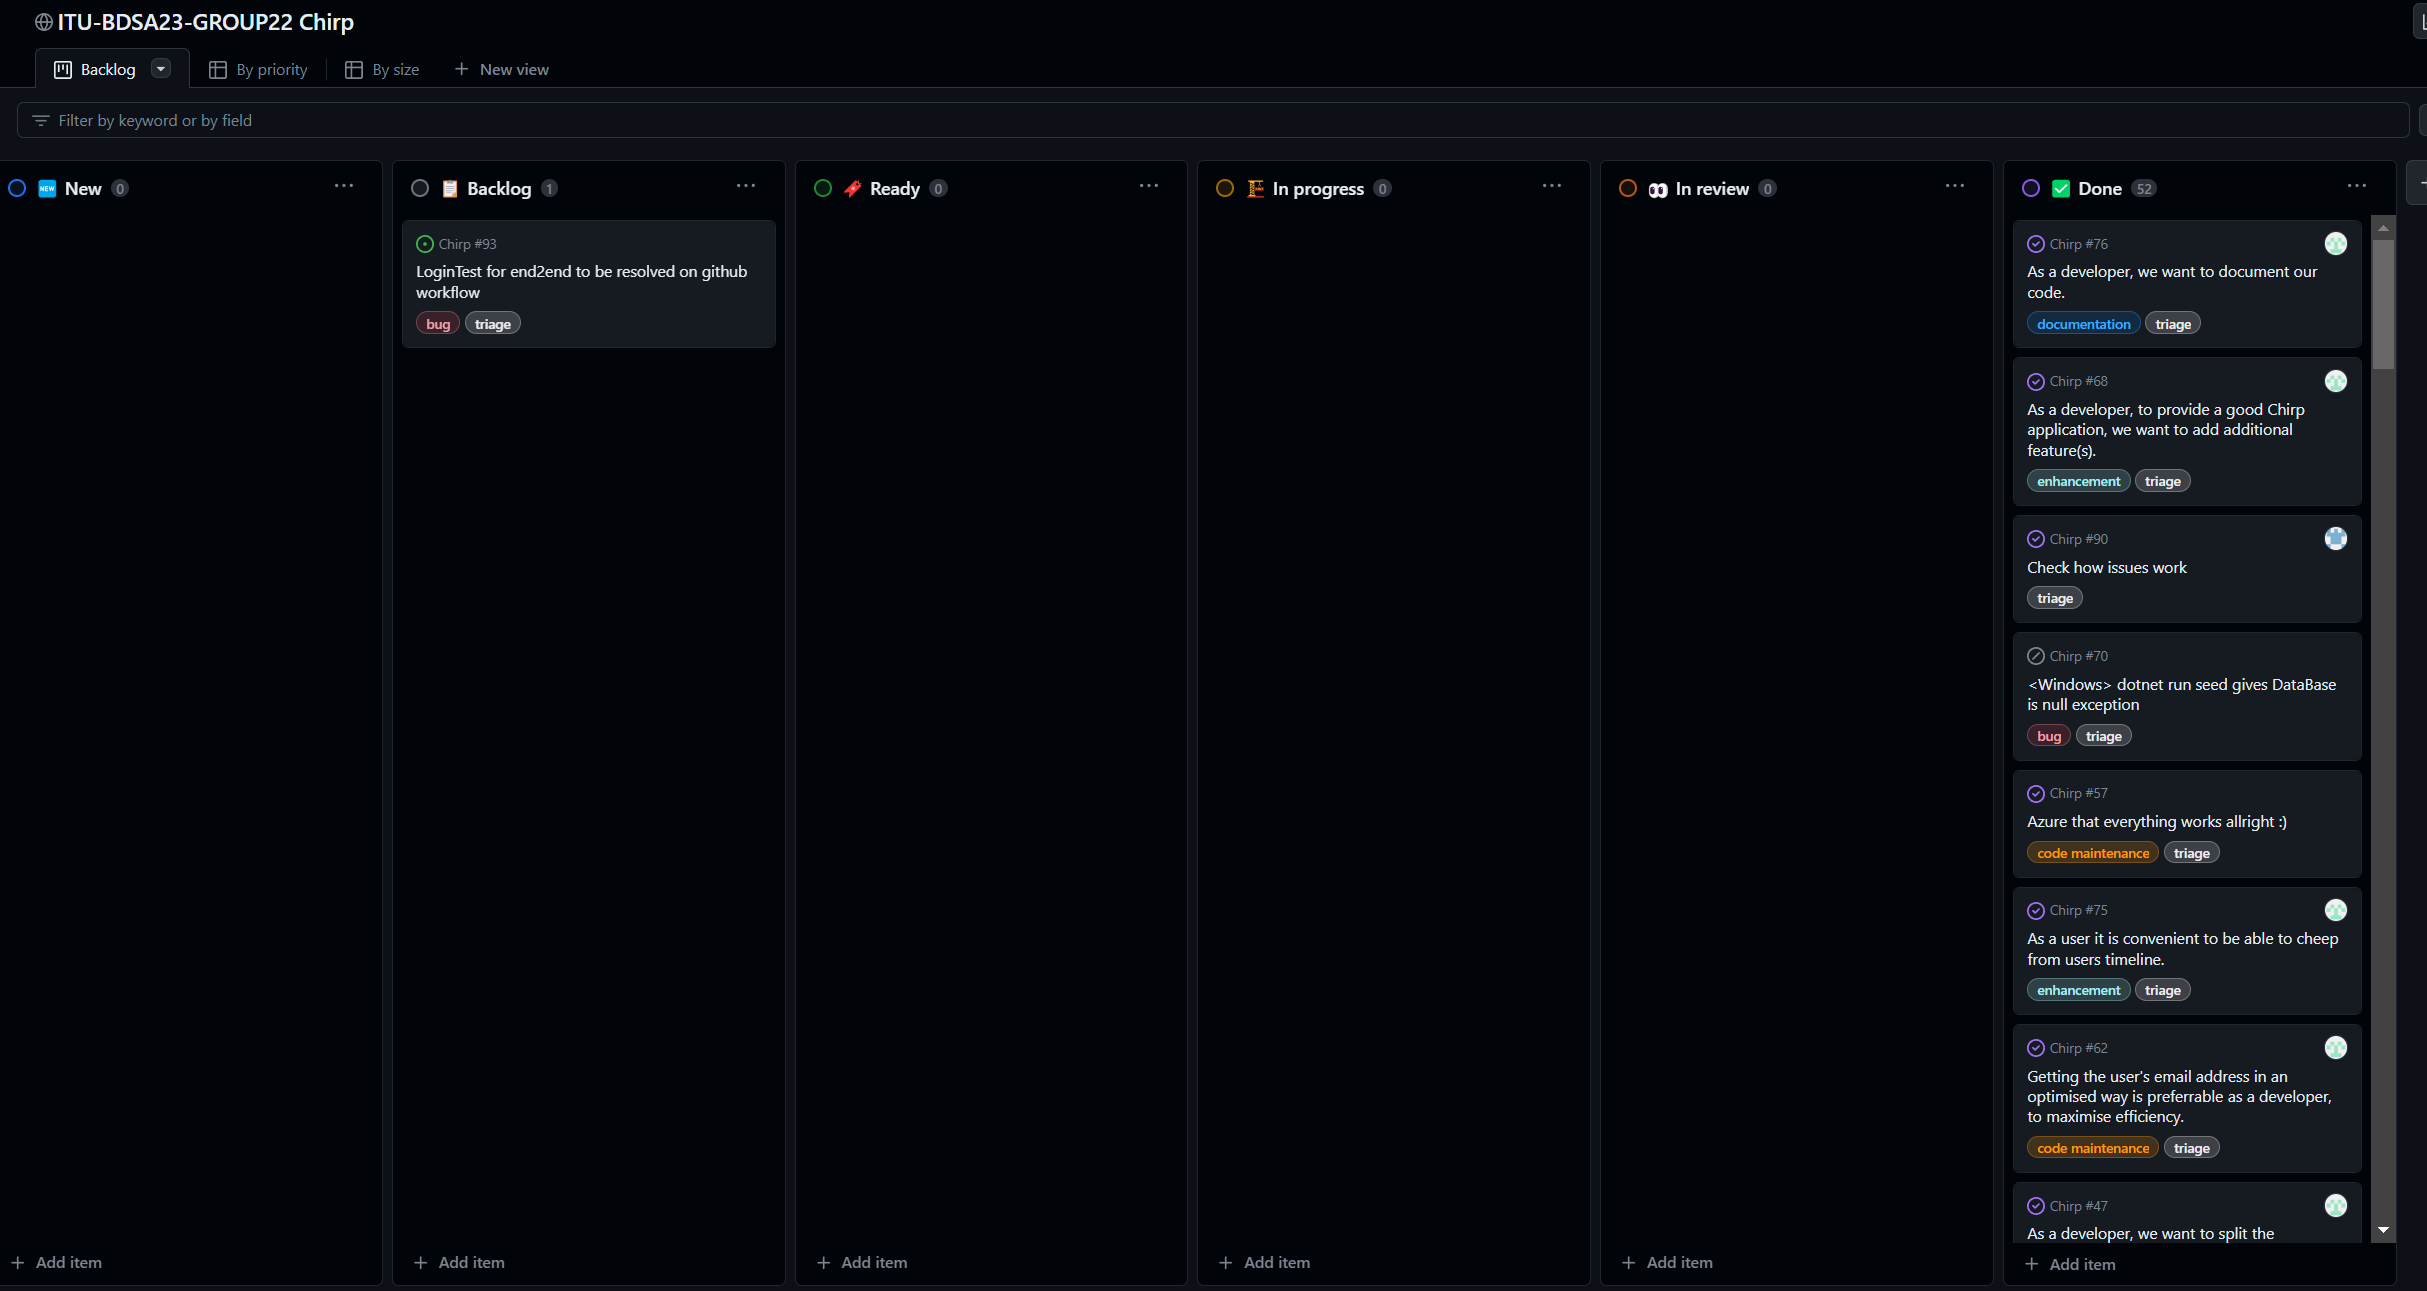 ITU-BDSA23-GROUP22 Chirp
Backlog
By priority
By size
New view
Filter by keyword or by field
NEW New 0
Backlog 1
Ready 0
In progress 0
In review 0
Done 52
Chirp #93
LoginTest for end2end to be resolved on github
workflow
bug triage
Chirp #76
As a developer, we want to document our
code.
documentation triage
Chirp #68
As a developer, to provide a good Chirp
application, we want to add additional
feature(s).
enhancement triage
Chirp #90
Check how issues work
triage
Chirp #70
<Windows> dotnet run seed gives DataBase
is null exception
bug triage
Chirp #57
Azure that everything works allright :)
code maintenance triage
Chirp #75
As a user it is convenient to be able to cheep
from users timeline.
enhancement triage
Chirp #62
Getting the user's email address in an
optimised way is preferrable as a developer,
to maximise efficiency.
code maintenance triage
Chirp #47
As a developer, we want to split the
Add item
Add item
Add item
Add item
Add item
Add item